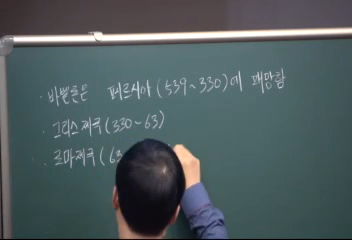 · 바벨론은 페르시아(539~330)에 패망함
· 그리스 제국(330~63)
· 로마제국(63